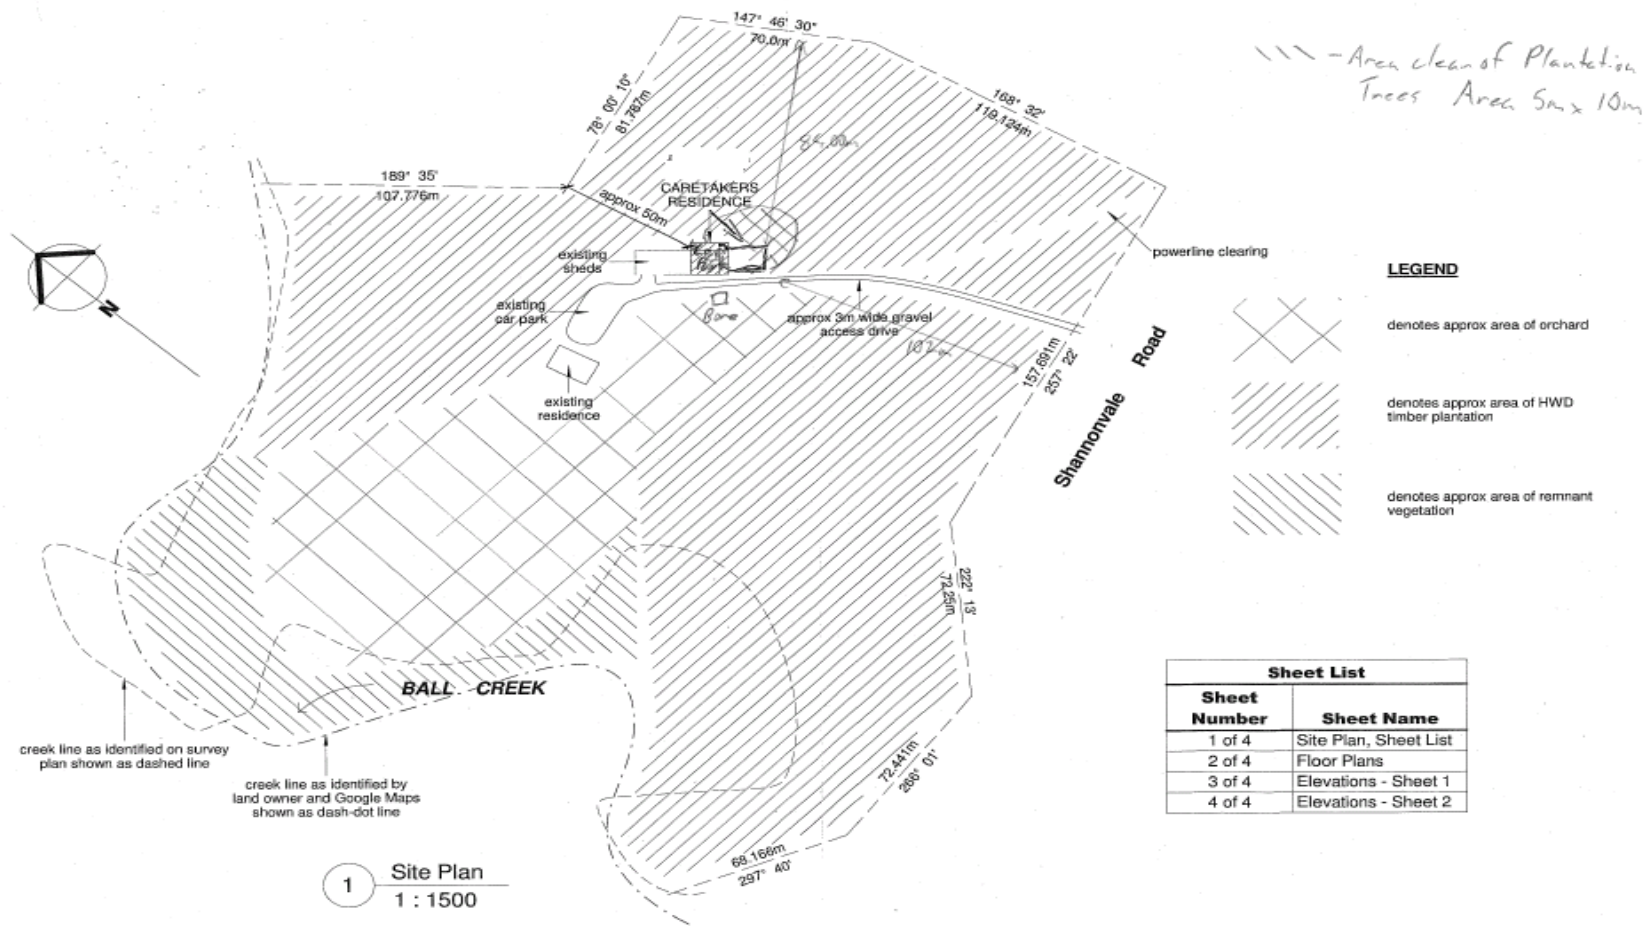 147° 46' 30"
70.0m
\\\ - Area clean of Plantation
Trees Area 5m x 10m
78° 00' 10"
81.787m
168° 32'
119.124m
84.00m
189° 35'
107.776m
approx 50m
CARETAKERS
RESIDENCE
powerline clearing
existing
sheds
N
existing
car park
Bore
approx 3m wide gravel
access drive
102m
157.691m
257° 22'
Shannonvale Road
existing
residence
LEGEND
denotes approx area of orchard
denotes approx area of HWD
timber plantation
denotes approx area of remnant
vegetation
222° 13'
72.25m
BALL CREEK
creek line as identified on survey
plan shown as dashed line
creek line as identified by
land owner and Google Maps
shown as dash-dot line
72.441m
266° 01'
68.166m
297° 40'
1 Site Plan
1 : 1500
Sheet List
Sheet
Number Sheet Name
1 of 4 Site Plan, Sheet List
2 of 4 Floor Plans
3 of 4 Elevations - Sheet 1
4 of 4 Elevations - Sheet 2